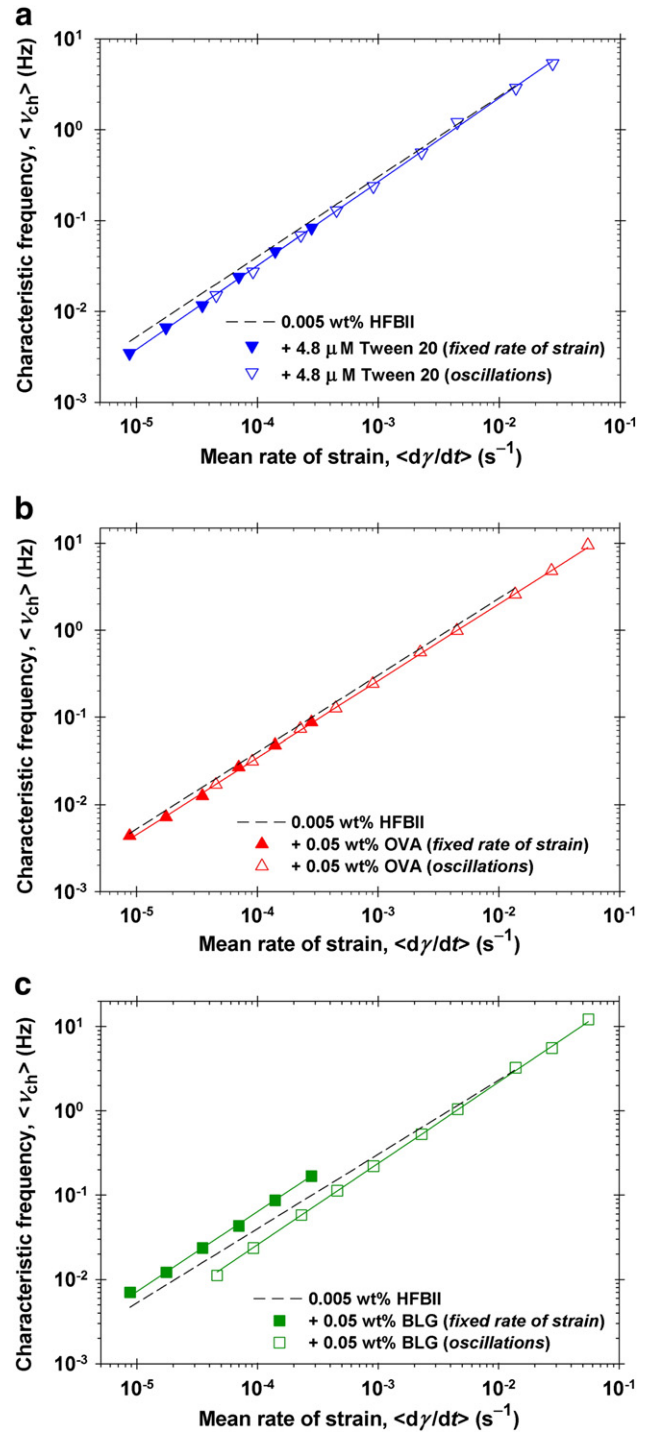 a
Characteristic frequency, <ν_ch> (Hz)
10^1
10^0
10^-1
10^-2
10^-3
0.005 wt% HFBII
+ 4.8 μM Tween 20 (fixed rate of strain)
+ 4.8 μM Tween 20 (oscillations)
10^-5 10^-4 10^-3 10^-2 10^-1
Mean rate of strain, <dγ/dt> (s^−1)
b
Characteristic frequency, <ν_ch> (Hz)
10^1
10^0
10^-1
10^-2
10^-3
0.005 wt% HFBII
+ 0.05 wt% OVA (fixed rate of strain)
+ 0.05 wt% OVA (oscillations)
10^-5 10^-4 10^-3 10^-2 10^-1
Mean rate of strain, <dγ/dt> (s^−1)
c
Characteristic frequency, <ν_ch> (Hz)
10^1
10^0
10^-1
10^-2
10^-3
0.005 wt% HFBII
+ 0.05 wt% BLG (fixed rate of strain)
+ 0.05 wt% BLG (oscillations)
10^-5 10^-4 10^-3 10^-2 10^-1
Mean rate of strain, <dγ/dt> (s^−1)